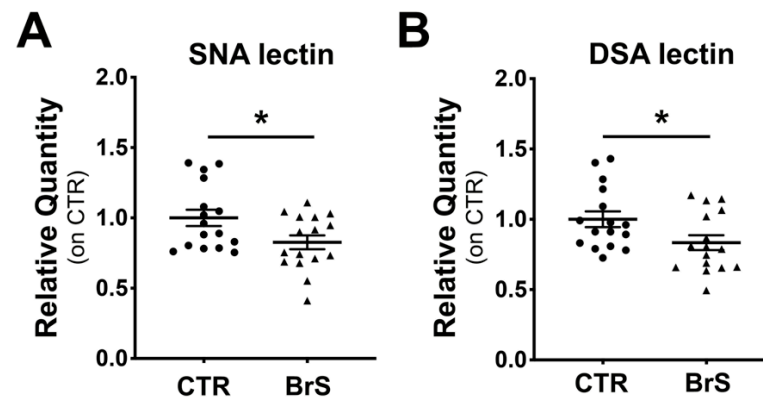 A
SNA lectin
Relative Quantity
(on CTR)
2.0
1.5
1.0
0.5
0.0
*
CTR
BrS
B
DSA lectin
Relative Quantity
(on CTR)
2.0
1.5
1.0
0.5
0.0
*
CTR
BrS